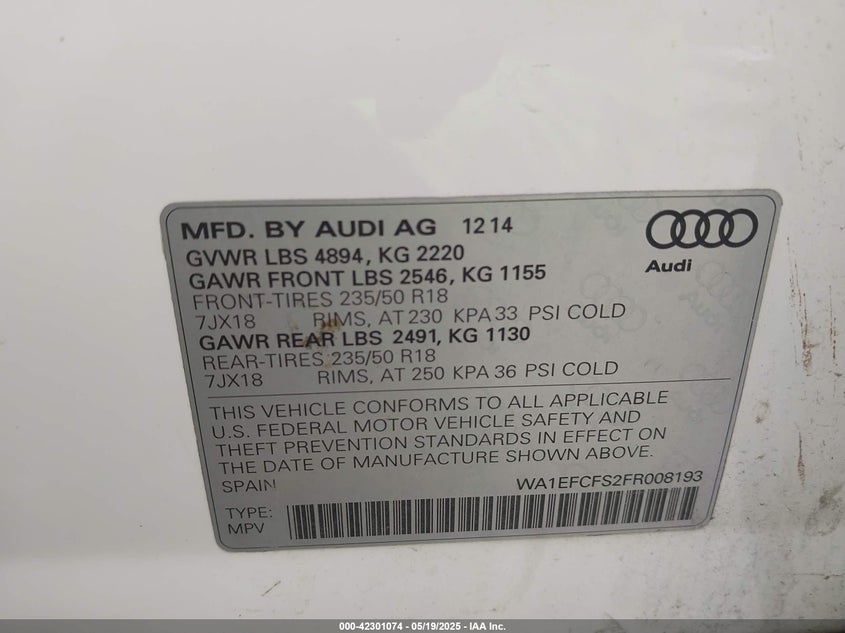 MFD. BY AUDI AG 12 14
GVWR LBS 4894, KG 2220
GAWR FRONT LBS 2546, KG 1155
FRONT-TIRES 235/50 R18
7JX18 RIMS, AT 230 KPA 33 PSI COLD
GAWR REAR LBS 2491, KG 1130
REAR-TIRES 235/50 R18
7JX18 RIMS, AT 250 KPA 36 PSI COLD
Audi
THIS VEHICLE CONFORMS TO ALL APPLICABLE
U.S. FEDERAL MOTOR VEHICLE SAFETY AND
THEFT PREVENTION STANDARDS IN EFFECT ON
THE DATE OF MANUFACTURE SHOWN ABOVE.
SPAIN WA1EFCFS2FR008193
TYPE:
MPV
000-42301074 - 05/19/2025 - IAA Inc.